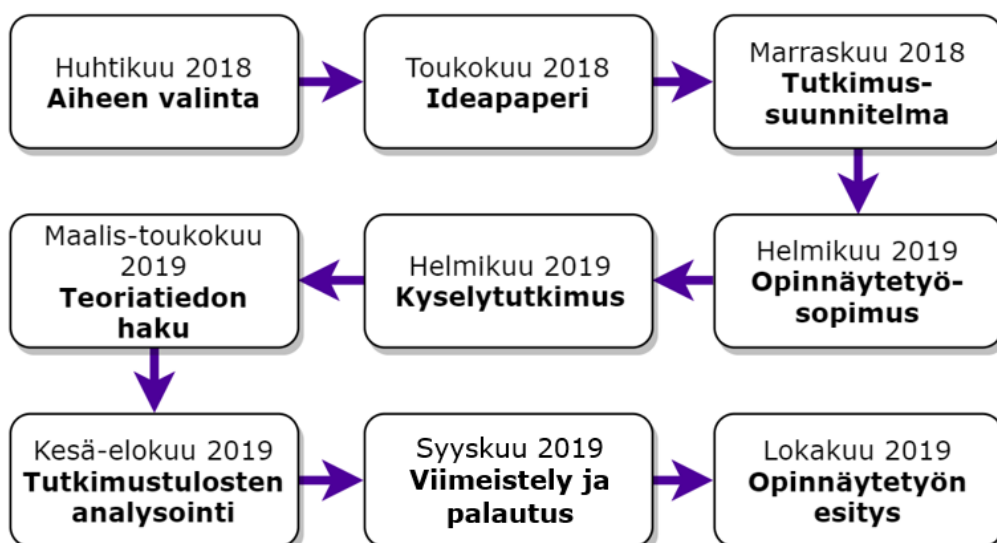 Huhtikuu 2018
Aiheen valinta
Toukokuu 2018
Ideapaperi
Marraskuu 2018
Tutkimus-
suunnitelma
Helmikuu 2019
Opinnäytetyö-
sopimus
Helmikuu 2019
Kyselytutkimus
Maalis-toukokuu
2019
Teoriatiedon
haku
Kesä-elokuu 2019
Tutkimustulosten
analysointi
Syyskuu 2019
Viimeistely ja
palautus
Lokakuu 2019
Opinnäytetyön
esitys